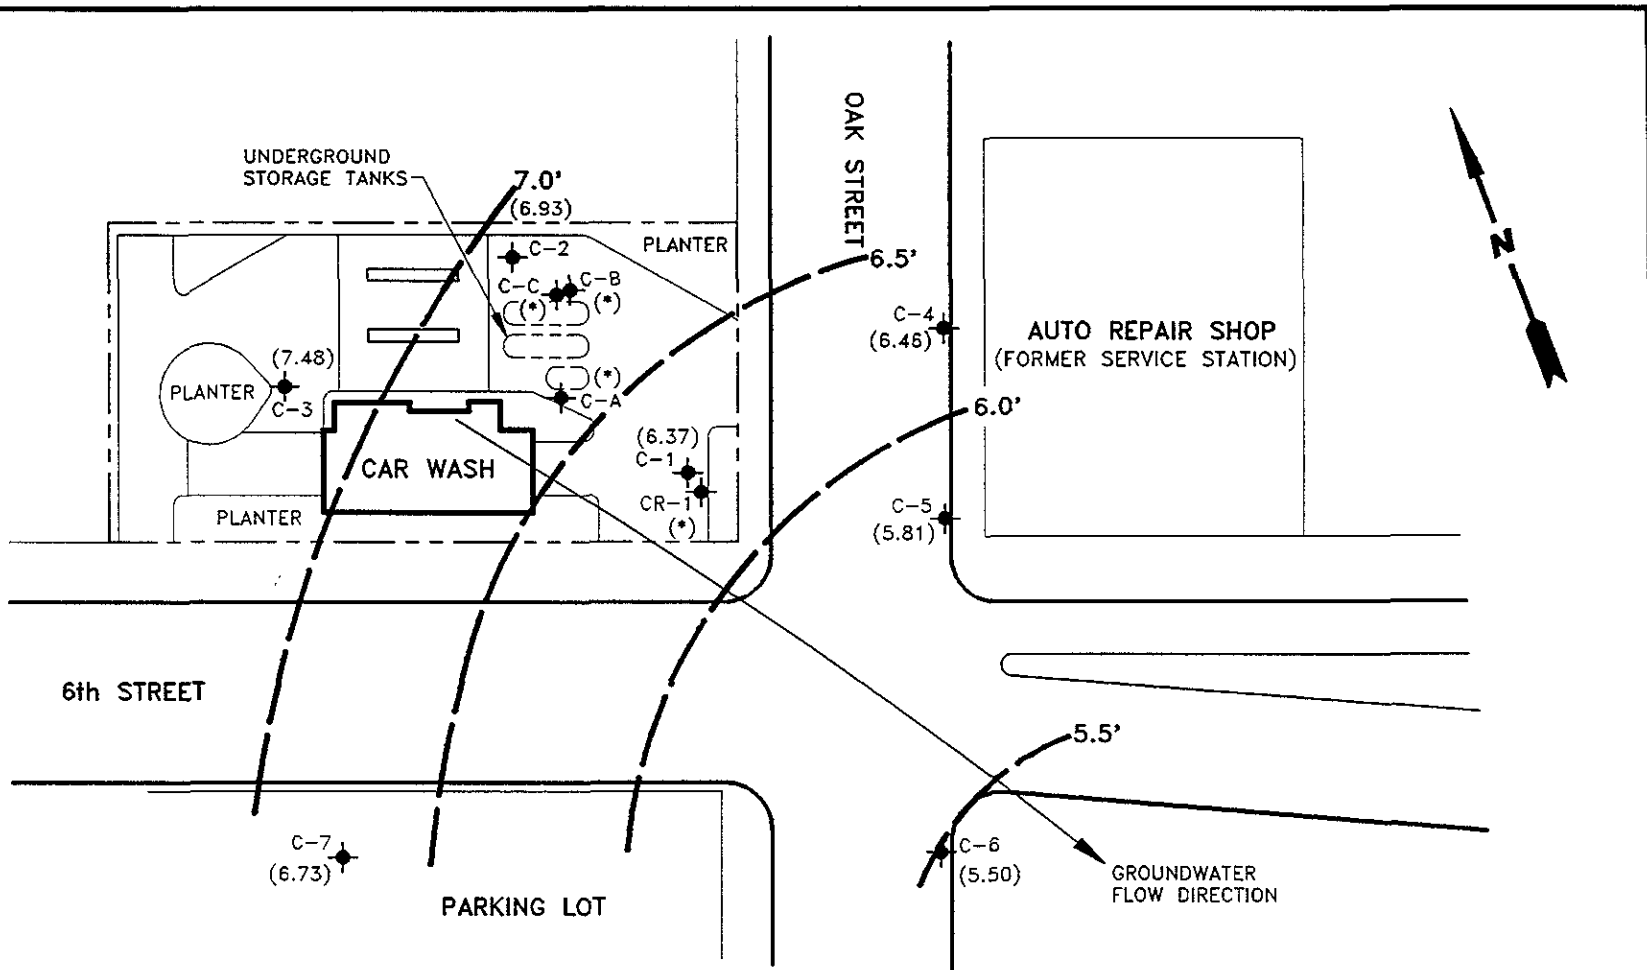 OAK STREET
UNDERGROUND
STORAGE TANKS
7.0'
(6.93)
C-2
PLANTER
6.5'
C-C
C-B
(*)
(*)
C-4
(6.46)
AUTO REPAIR SHOP
(FORMER SERVICE STATION)
N
(7.48)
PLANTER
C-3
(*)
C-A
6.0'
(6.37)
C-1
CAR WASH
CR-1
(*)
C-5
(5.81)
PLANTER
6th STREET
5.5'
C-7
(6.73)
C-6
(5.50)
GROUNDWATER
FLOW DIRECTION
PARKING LOT